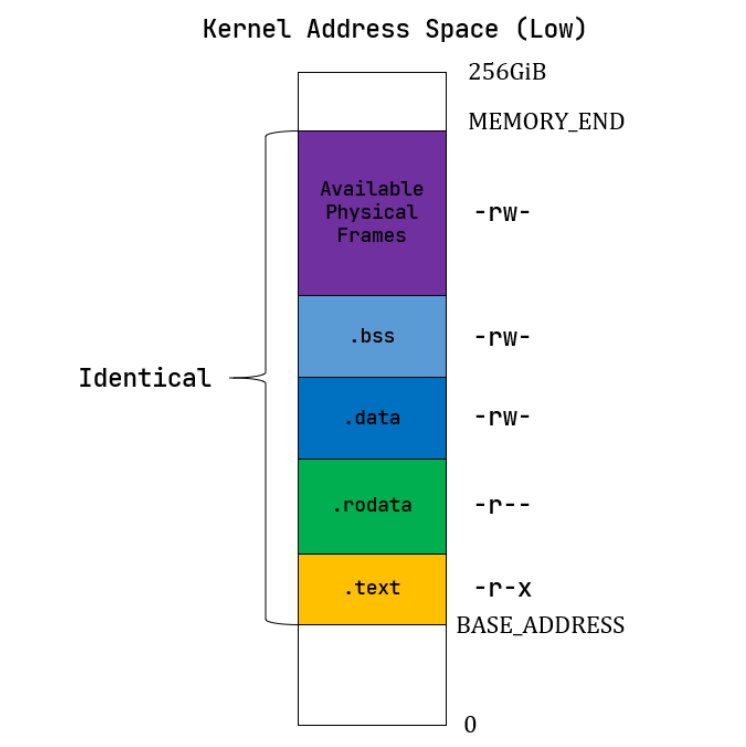 Kernel Address Space (Low)
256GiB
MEMORY_END
Available
Physical
Frames
-rw-
.bss
-rw-
Identical
.data
-rw-
.rodata
-r--
.text
-r-x
BASE_ADDRESS
0